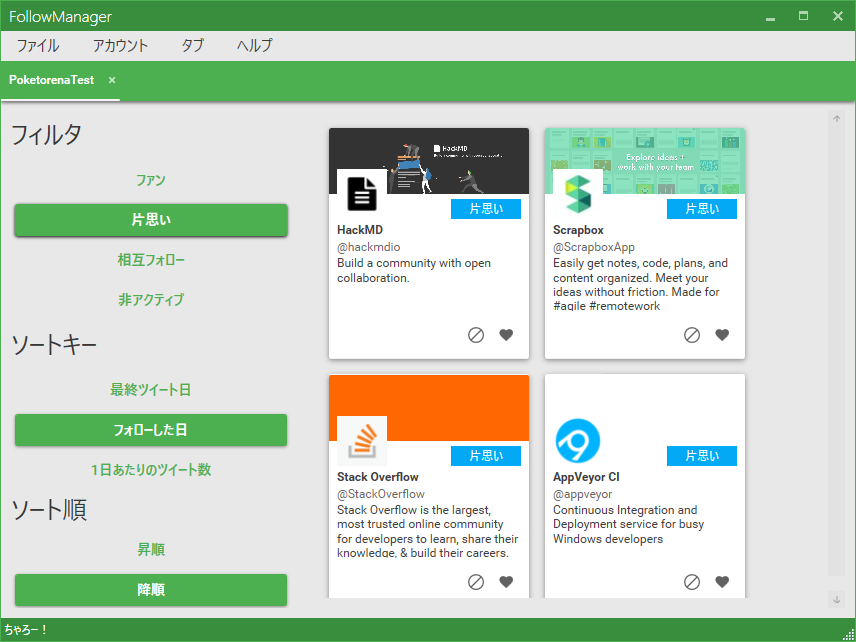 FollowManager
ファイル アカウント タブ ヘルプ
PoketorenaTest ×
フィルタ
ファン
片思い
相互フォロー
非アクティブ
ソートキー
最終ツイート日
フォローした日
1日あたりのツイート数
ソート順
昇順
降順
HackMD
片思い
HackMD
@hackmdio
Build a community with open
collaboration.
Explore ideas +
work with your team
片思い
Scrapbox
@ScrapboxApp
Easily get notes, code, plans, and
content organized. Meet your
ideas without friction. Made for
#agile #remotework
片思い
Stack Overflow
@StackOverflow
Stack Overflow is the largest,
most trusted online community
for developers to learn, share their
knowledge, & build their careers.
片思い
AppVeyor CI
@appveyor
Continuous Integration and
Deployment service for busy
Windows developers
ちゃろー！